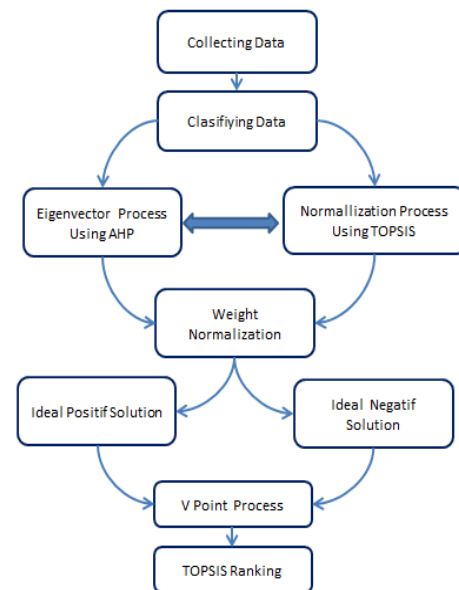 Collecting Data
Clasifiying Data
Eigenvector Process
Using AHP
Normallization Process
Using TOPSIS
Weight
Normalization
Ideal Positif Solution
Ideal Negatif
Solution
V Point Process
TOPSIS Ranking